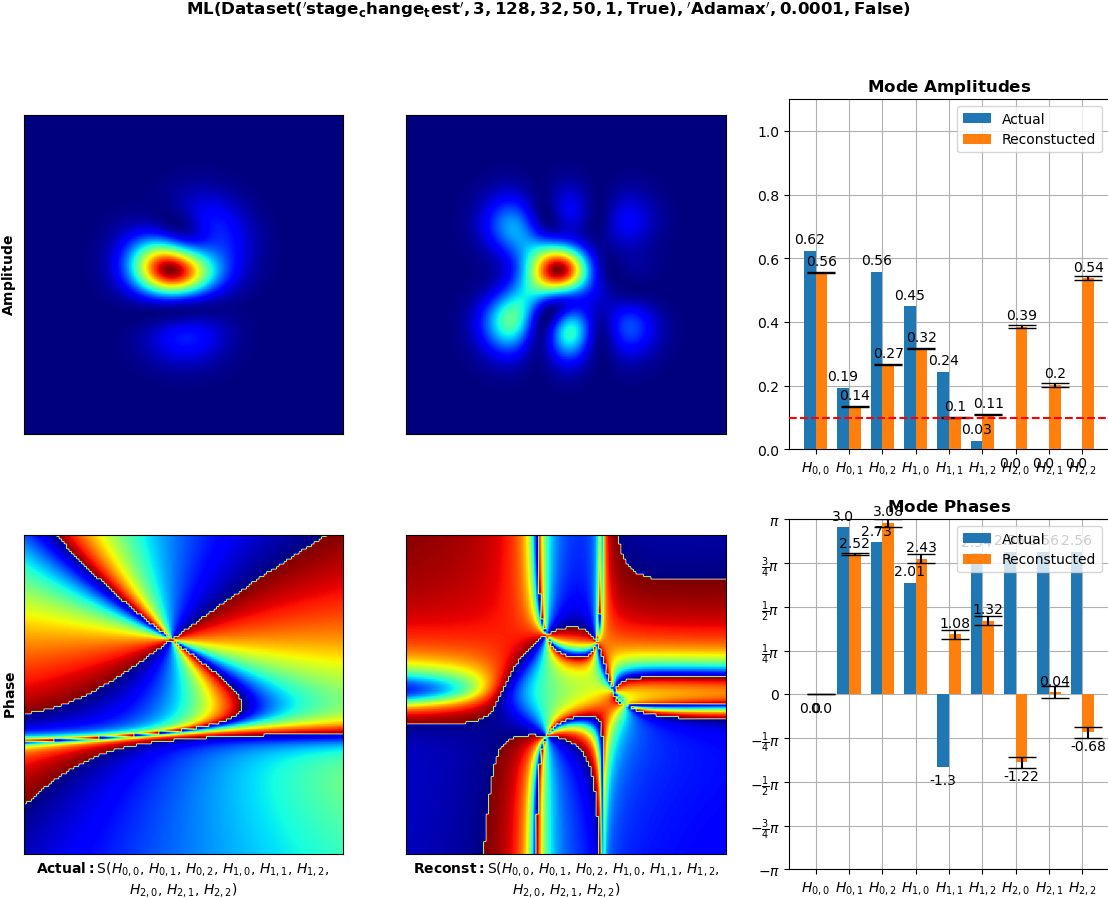 ML(Dataset('stage_change_test', 3, 128, 32, 50, 1, True), 'Adamax', 0.0001, False)
Amplitude
Mode Amplitudes
Actual
Reconstucted
1.0
0.8
0.6
0.4
0.2
0.0
0.62
0.56
0.19
0.14
0.56
0.27
0.45
0.32
0.24
0.1
0.03
0.11
0.0
0.39
0.0
0.2
0.0
0.54
H0,0 H0,1 H0,2 H1,0 H1,1 H1,2 H2,0 H2,1 H2,2
Phase
Mode Phases
Actual
Reconstucted
π
3/4π
1/2π
1/4π
0
−1/4π
−1/2π
−3/4π
−π
0.0
0.0
3.0
2.52
2.73
3.08
2.01
2.43
-1.3
1.08
1.32
-1.22
0.04
2.56
-0.68
H0,0 H0,1 H0,2 H1,0 H1,1 H1,2 H2,0 H2,1 H2,2
Actual: S(H0,0, H0,1, H0,2, H1,0, H1,1, H1,2,
H2,0, H2,1, H2,2)
Reconst: S(H0,0, H0,1, H0,2, H1,0, H1,1, H1,2,
H2,0, H2,1, H2,2)